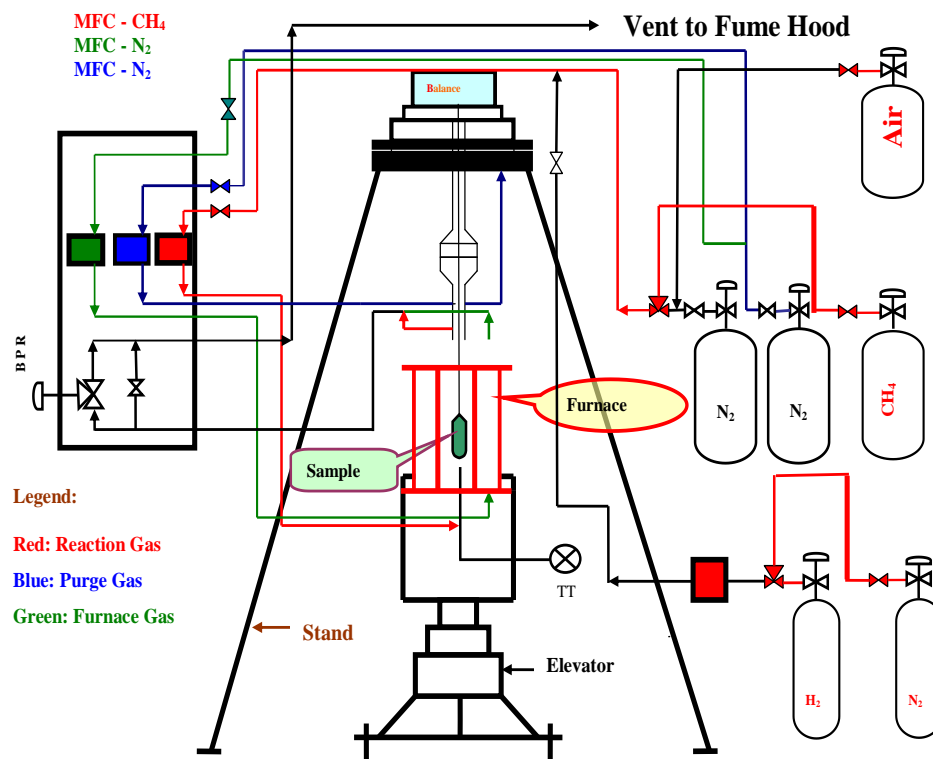 MFC - CH₄
MFC - N₂
MFC - N₂
Vent to Fume Hood
Balance
Air
BPR
Furnace
N₂
N₂
CH₄
Sample
Legend:
Red: Reaction Gas
Blue: Purge Gas
Green: Furnace Gas
TT
Stand
Elevator
H₂
N₂